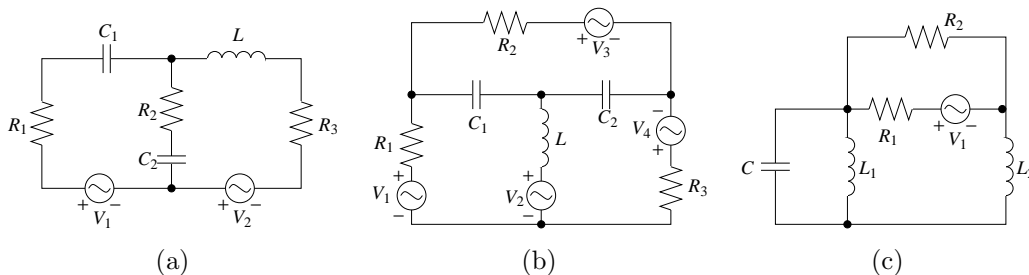 C1 L
R1 R2 R3
C2
+ V1 − + V2 −
(a)
R2 + V3 −
C1 C2 −
R1 L V4
+ + +
V1 V2 R3
− −
(b)
R2
R1 + V1 −
C L1
(c)